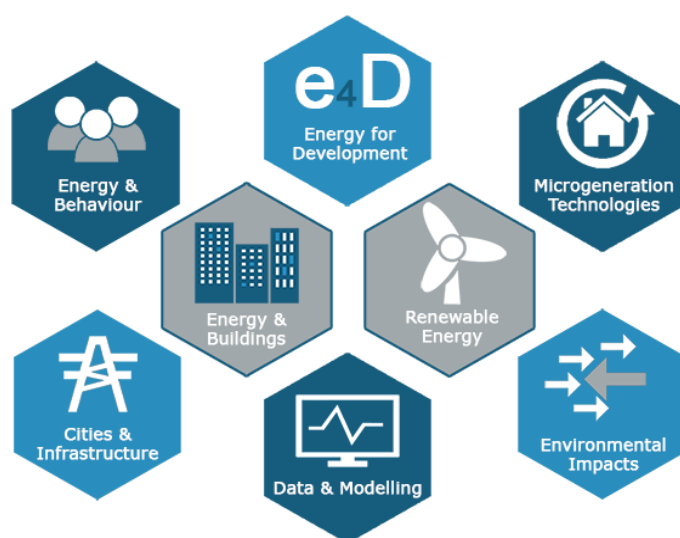 e4D
Energy for
Development
Energy &
Behaviour
Microgeneration
Technologies
Energy &
Buildings
Renewable
Energy
Cities &
Infrastructure
Data & Modelling
Environmental
Impacts